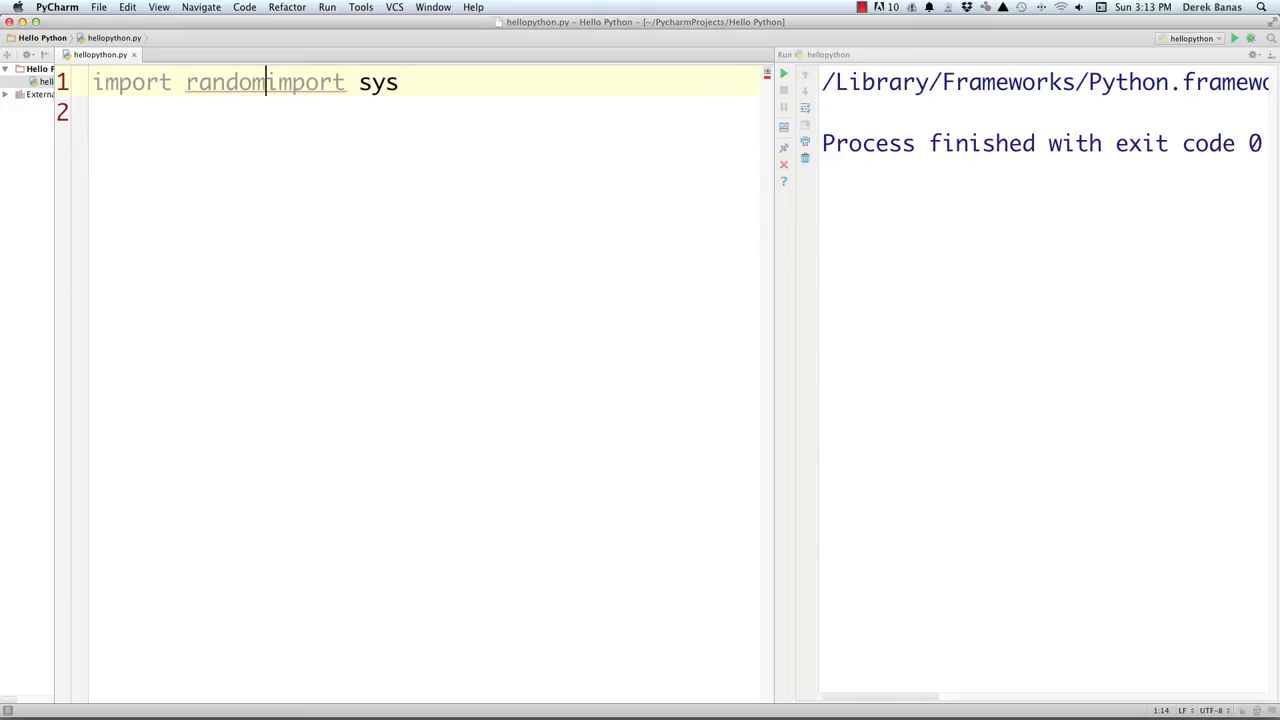 PyCharm File Edit View Navigate Code Refactor Run Tools VCS Window Help 10 Sun 3:13 PM Derek Banas
hellopython.py – Hello Python – [~/PycharmProjects/Hello Python]
Hello Python hellopython.py hellopython
hellopython.py Run hellopython
Hello P
hell
Externa
1 import randomimport sys
2
/Library/Frameworks/Python.framewo
Process finished with exit code 0
1:14 LF UTF-8